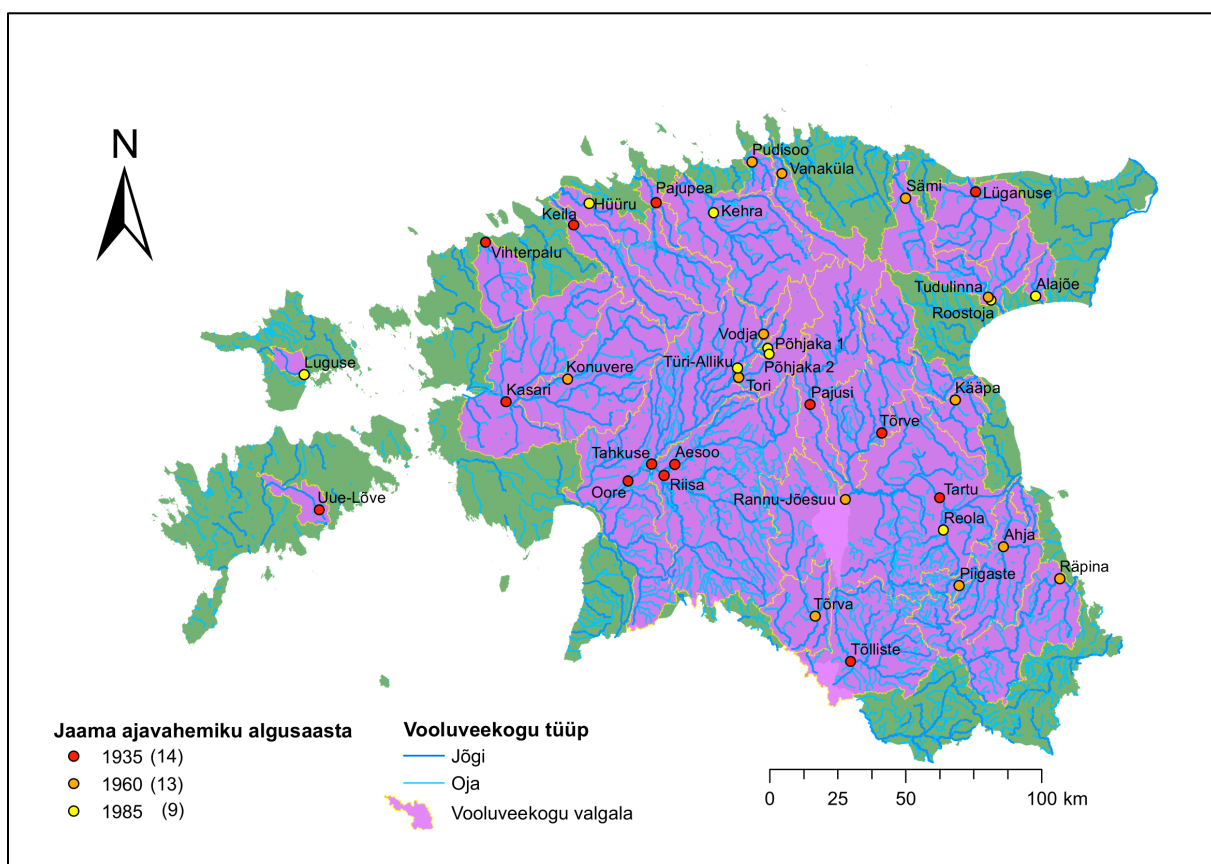 N
Pudisoo
Vanaküla
Sämi
Lüganuse
Pajupea
Hüüru
Kehra
Keila
Vihterpalu
Tudulinna
Alajõe
Roostoja
Vodja
Põhjaka 1
Türi-Alliku
Põhjaka 2
Luguse
Konuvere
Tori
Kasari
Pajusi
Kääpa
Tõrve
Tahkuse
Aesoo
Riisa
Oore
Rannu-Jõesuu
Tartu
Uue-Lõve
Reola
Ahja
Piigaste
Räpina
Tõrva
Tõlliste
Jaama ajavahemiku algusaasta
1935 (14)
1960 (13)
1985 (9)
Vooluveekogu tüüp
Jõgi
Oja
Vooluveekogu valgala
0 25 50 100 km